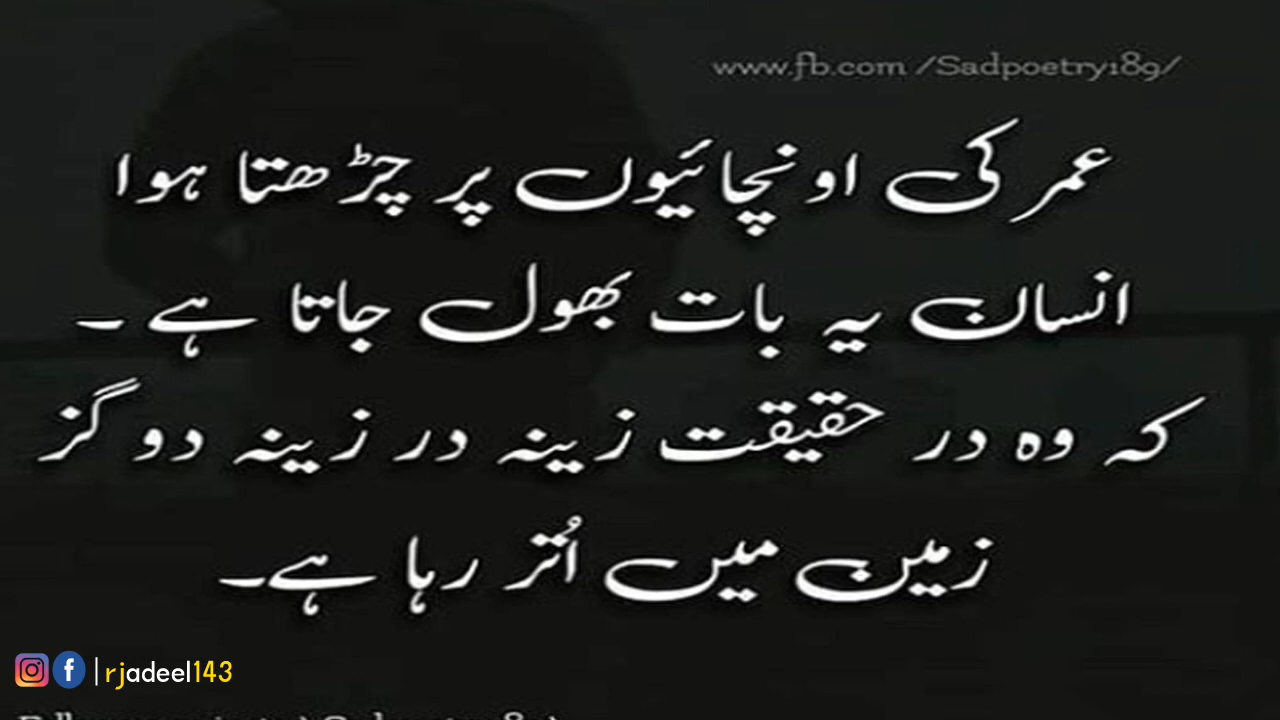 www.fb.com /Sadpoetry189/
عمر کی اونچائیوں پر چڑھتا ہوا
انسان یہ بات بھول جاتا ہے ۔
کہ وہ در حقیقت زینہ در زینہ دو گز
زمین میں اُتر رہا ہے۔
|rjadeel143